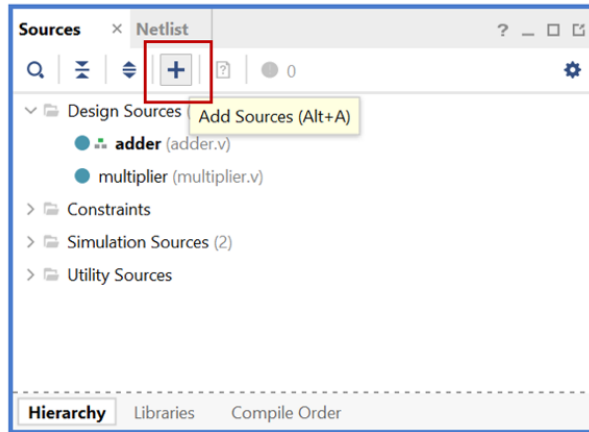 Sources × Netlist ?
0
Design Sources (
Add Sources (Alt+A)
adder (adder.v)
multiplier (multiplier.v)
Constraints
Simulation Sources (2)
Utility Sources
Hierarchy Libraries Compile Order